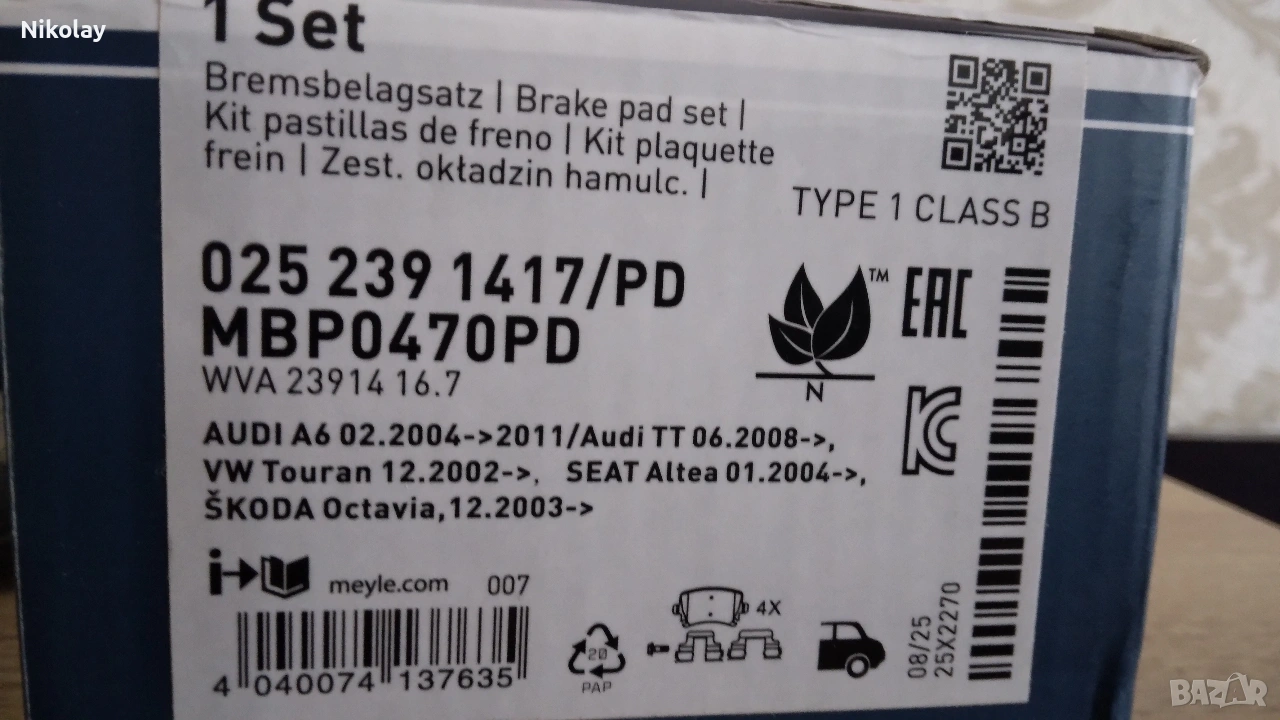 Nikolay
1 Set
Bremsbelagsatz | Brake pad set |
Kit pastillas de freno | Kit plaquette
frein | Zest. okładzin hamulc. |
TYPE 1 CLASS B
025 239 1417/PD
MBP0470PD
WVA 23914 16.7
TM
EAC
N
AUDI A6 02.2004->2011/Audi TT 06.2008->,
VW Touran 12.2002->, SEAT Altea 01.2004->,
ŠKODA Octavia,12.2003->
meyle.com 007
4 040074 137635
20
PAP
4X
08/25
25X2270
BAZAR